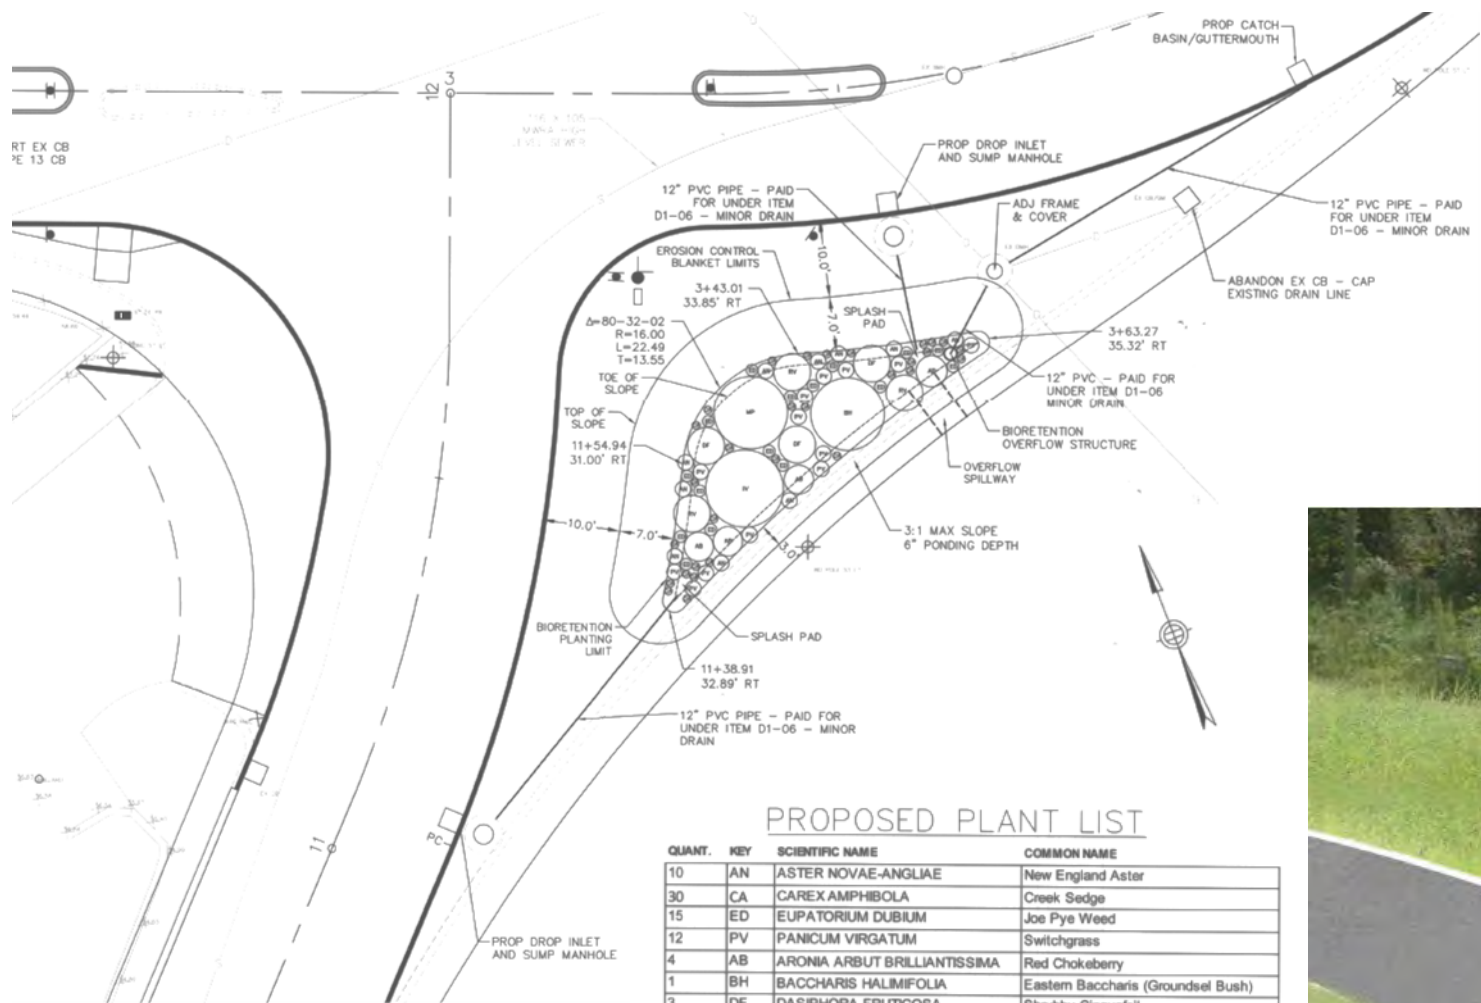 PROP CATCH
BASIN/GUTTERMOUTH
3
12
RT EX CB
PE 13 CB
MWRA HIGH
LEVEL SEWER
PROP DROP INLET
AND SUMP MANHOLE
12" PVC PIPE - PAID
FOR UNDER ITEM
D1-06 - MINOR DRAIN
ADJ FRAME
& COVER
12" PVC PIPE - PAID
FOR UNDER ITEM
D1-06 - MINOR DRAIN
EROSION CONTROL
BLANKET LIMITS
10.0'
ABANDON EX CB - CAP
EXISTING DRAIN LINE
3+43.01
33.85' RT
7.0'
SPLASH
PAD
Δ=80-32-02
R=16.00
L=22.49
T=13.55
3+63.27
35.32' RT
TOE OF
SLOPE
12" PVC - PAID FOR
UNDER ITEM D1-06
MINOR DRAIN
TOP OF
SLOPE
BIORETENTION
OVERFLOW STRUCTURE
11+54.94
31.00' RT
OVERFLOW
SPILLWAY
10.0'
7.0'
3:1 MAX SLOPE
6" PONDING DEPTH
BIORETENTION
PLANTING
LIMIT
SPLASH PAD
11+38.91
32.89' RT
12" PVC PIPE - PAID FOR
UNDER ITEM D1-06 - MINOR
DRAIN
PC
11
PROP DROP INLET
AND SUMP MANHOLE
PROPOSED PLANT LIST
QUANT. KEY SCIENTIFIC NAME COMMON NAME
10 AN ASTER NOVAE-ANGLIAE New England Aster
30 CA CAREX AMPHIBOLA Creek Sedge
15 ED EUPATORIUM DUBIUM Joe Pye Weed
12 PV PANICUM VIRGATUM Switchgrass
4 AB ARONIA ARBUT BRILLIANTISSIMA Red Chokeberry
1 BH BACCHARIS HALIMIFOLIA Eastern Baccharis (Groundsel Bush)
3 DF DASIPHORA FRUTICOSA